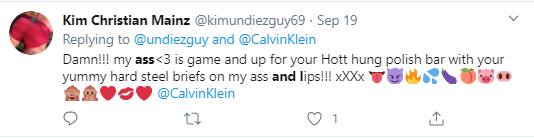 Kim Christian Mainz @kimundiezguy69 · Sep 19
Replying to @undiezguy and @CalvinKlein
Damn!!! my ass<3 is game and up for your Hott hung polish bar with your
yummy hard steel briefs on my ass and lips!!! xXXx 👅😈🔥💦🍆🍑🐷🐽
🙈🙊❤️💋❤️ @CalvinKlein
1